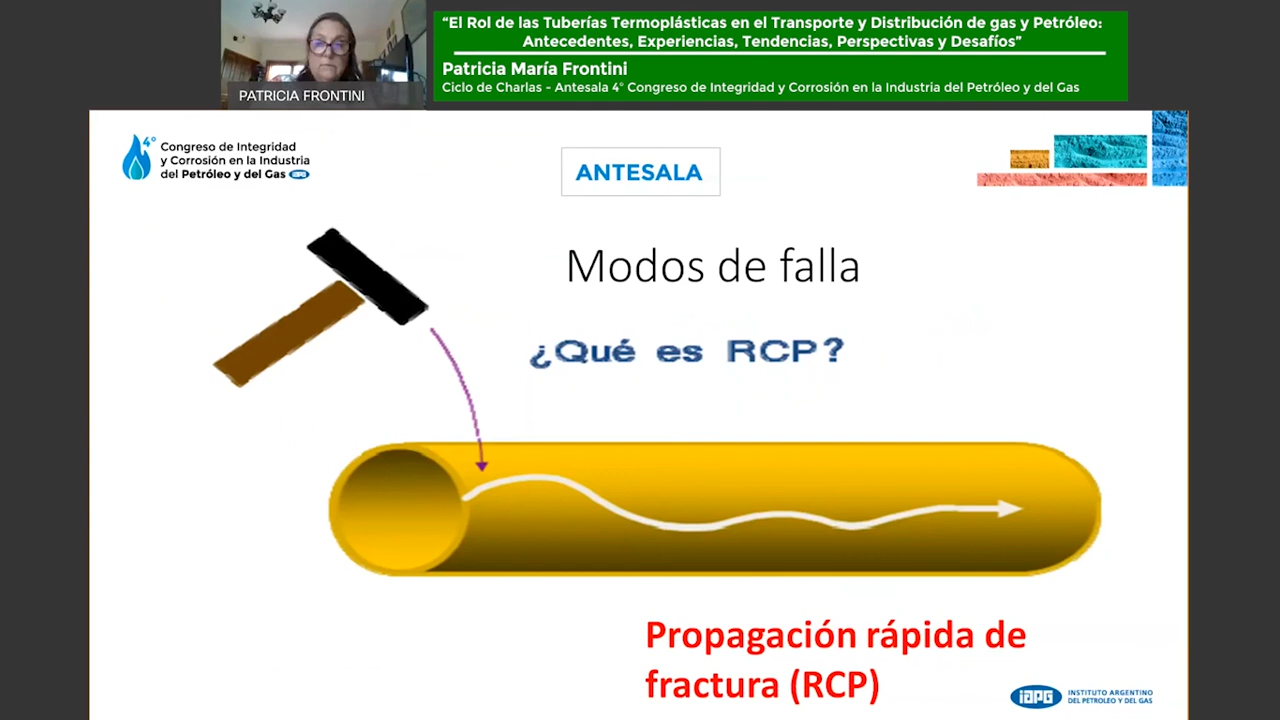 “El Rol de las Tuberías Termoplásticas en el Transporte y Distribución de gas y Petróleo:
Antecedentes, Experiencias, Tendencias, Perspectivas y Desafíos”
Patricia María Frontini
Ciclo de Charlas - Antesala 4° Congreso de Integridad y Corrosión en la Industria del Petróleo y del Gas
PATRICIA FRONTINI
4°
Congreso de Integridad
y Corrosión en la Industria
del Petróleo y del Gas iapg
ANTESALA
Modos de falla
¿Qué es RCP?
Propagación rápida de
fractura (RCP)
iapg
INSTITUTO ARGENTINO
DEL PETROLEO Y DEL GAS